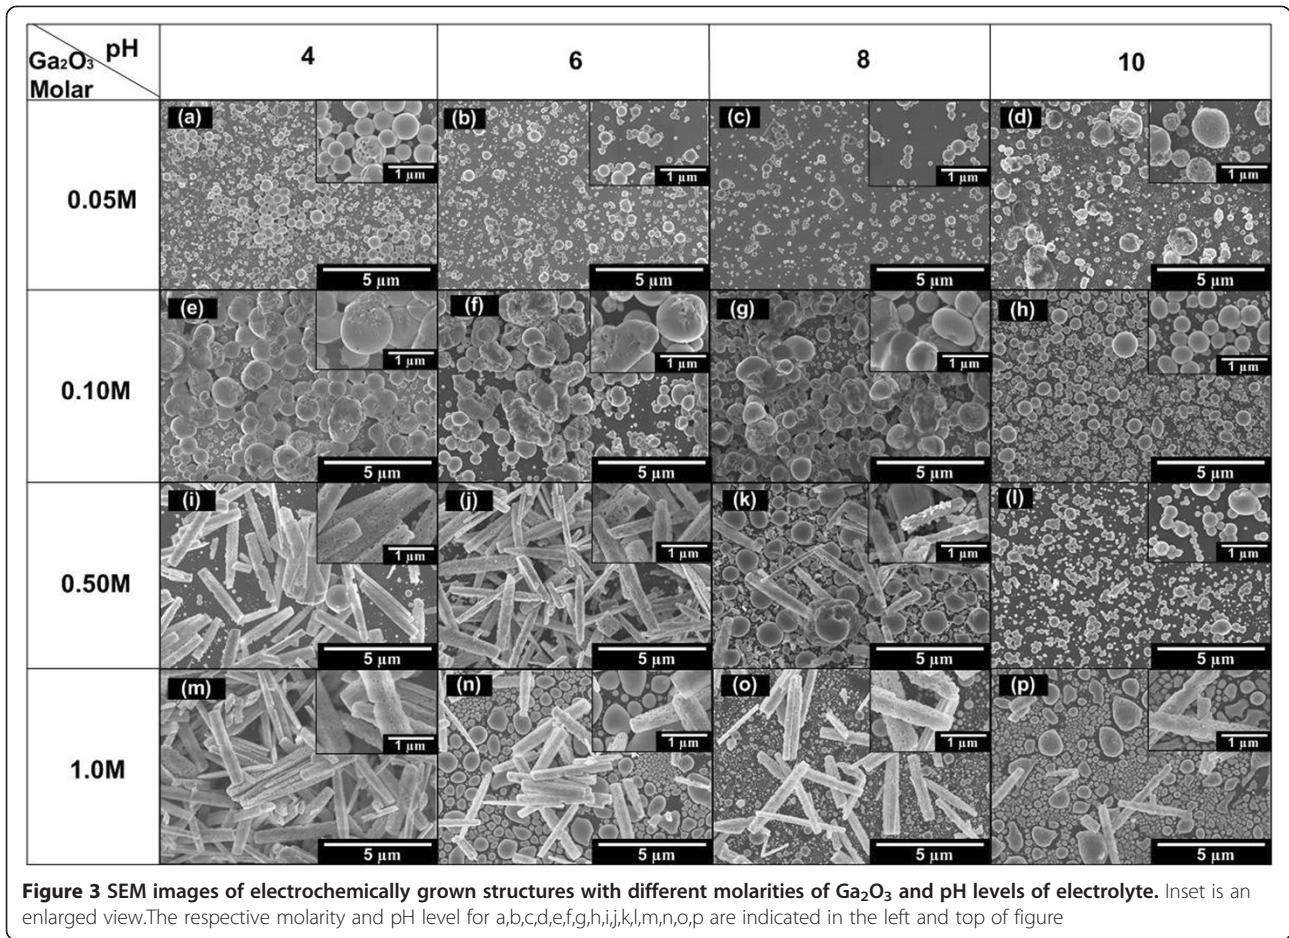 pH
Ga₂O₃
Molar
4
6
8
10
0.05M
(a)
1 µm
5 µm
(b)
1 µm
5 µm
(c)
1 µm
5 µm
(d)
1 µm
5 µm
0.10M
(e)
1 µm
5 µm
(f)
1 µm
5 µm
(g)
1 µm
5 µm
(h)
1 µm
5 µm
0.50M
(i)
1 µm
5 µm
(j)
1 µm
5 µm
(k)
1 µm
5 µm
(l)
1 µm
5 µm
1.0M
(m)
1 µm
5 µm
(n)
1 µm
5 µm
(o)
1 µm
5 µm
(p)
1 µm
5 µm
Figure 3 SEM images of electrochemically grown structures with different molarities of Ga₂O₃ and pH levels of electrolyte. Inset is an
enlarged view.The respective molarity and pH level for a,b,c,d,e,f,g,h,i,j,k,l,m,n,o,p are indicated in the left and top of figure